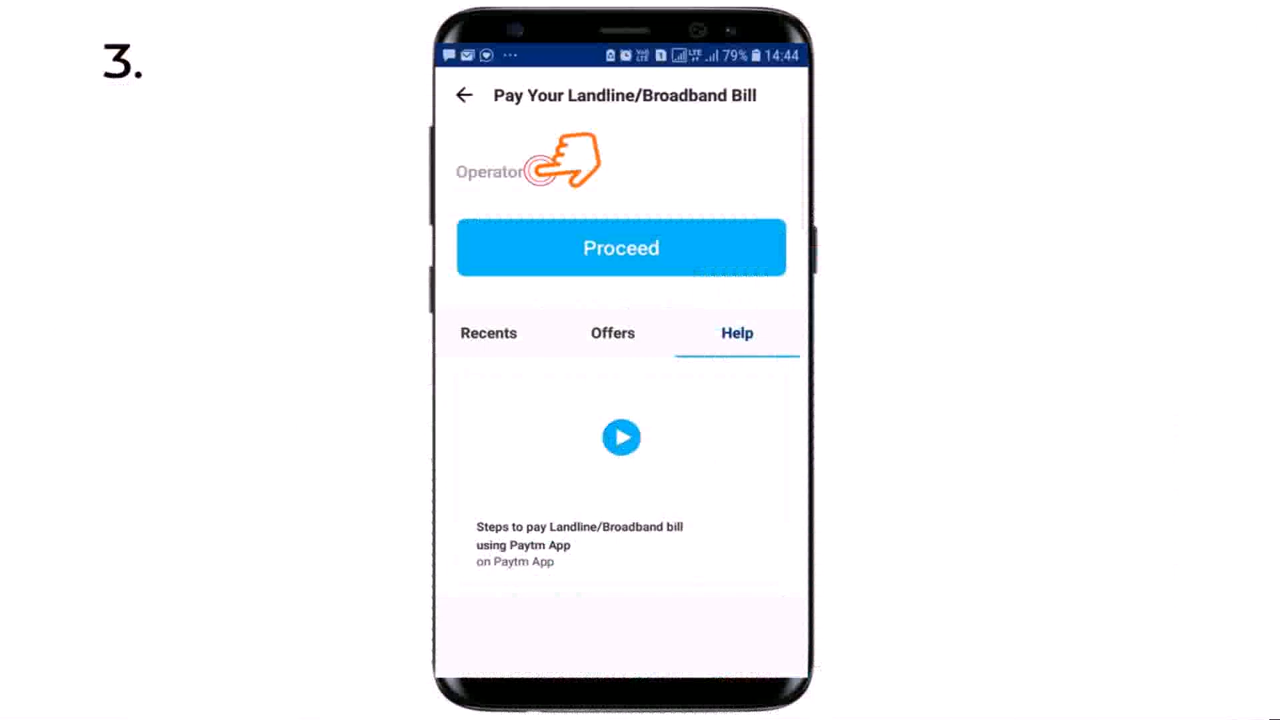 3.
79% 14:44
Pay Your Landline/Broadband Bill
Operator
Proceed
Recents Offers Help
Steps to pay Landline/Broadband bill
using Paytm App
on Paytm App